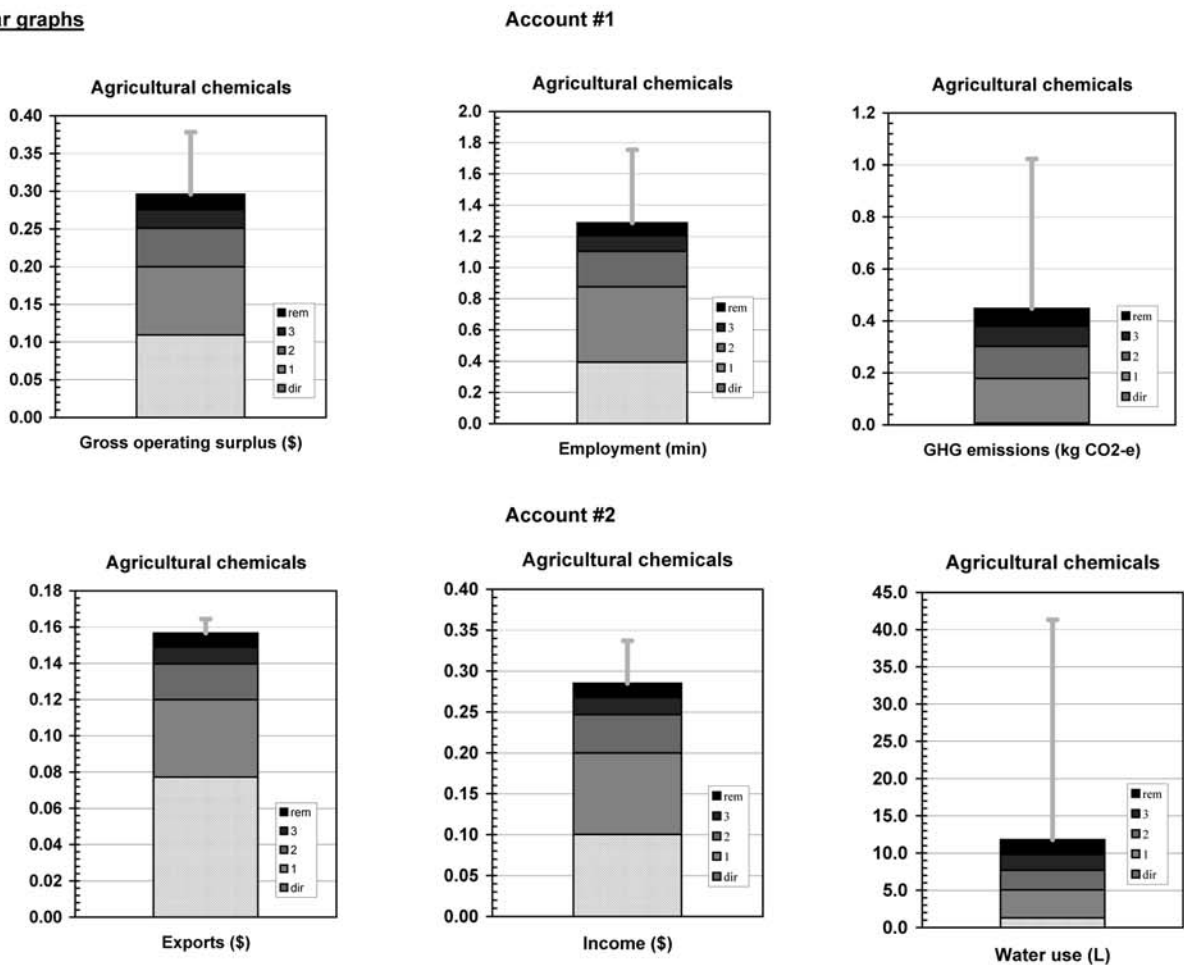 graphs
Account #1
Agricultural chemicals
0.40
0.35
0.30
0.25
0.20
0.15
0.10
0.05
0.00
rem
3
2
1
dir
Gross operating surplus ($)
Agricultural chemicals
2.0
1.8
1.6
1.4
1.2
1.0
0.8
0.6
0.4
0.2
0.0
rem
3
2
1
dir
Employment (min)
Agricultural chemicals
1.2
1.0
0.8
0.6
0.4
0.2
0.0
rem
3
2
1
dir
GHG emissions (kg CO2-e)
Account #2
Agricultural chemicals
0.18
0.16
0.14
0.12
0.10
0.08
0.06
0.04
0.02
0.00
rem
3
2
1
dir
Exports ($)
Agricultural chemicals
0.40
0.35
0.30
0.25
0.20
0.15
0.10
0.05
0.00
rem
3
2
1
dir
Income ($)
Agricultural chemicals
45.0
40.0
35.0
30.0
25.0
20.0
15.0
10.0
5.0
0.0
rem
3
2
1
dir
Water use (L)